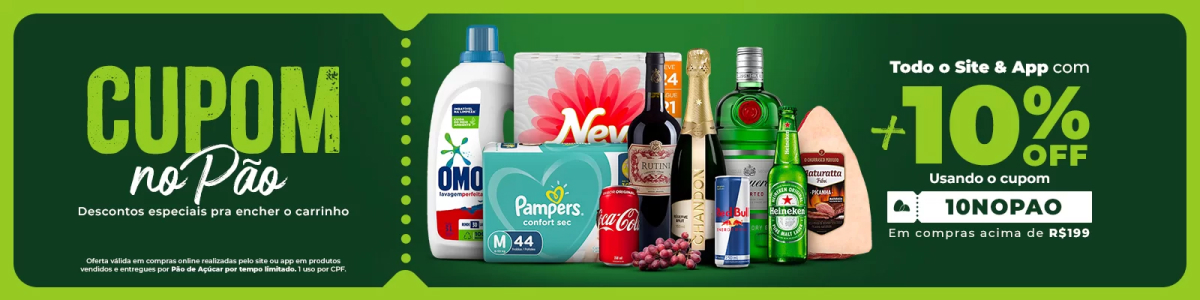 CUPOM
no Pão
Descontos especiais pra encher o carrinho
Oferta válida em compras online realizadas pelo site ou app em produtos
vendidos e entregues por Pão de Açúcar por tempo limitado. 1 uso por CPF.
OMO
lavagem perfeita
Neve
Pampers.
confort sec
M 44
RUTINI
Coca-Cola
CHANDON
Red Bull
Heineken
Heineken
Naturatta
PICANHA
Todo o Site & App com
+10% OFF
Usando o cupom
10NOPAO
Em compras acima de R$199